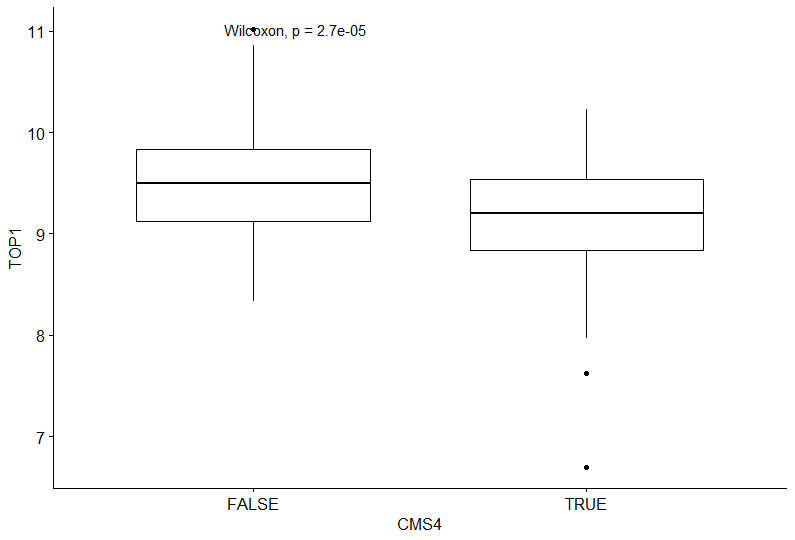 Wilcoxon, p = 2.7e-05
11
10
9
8
7
TOP1
FALSE
TRUE
CMS4